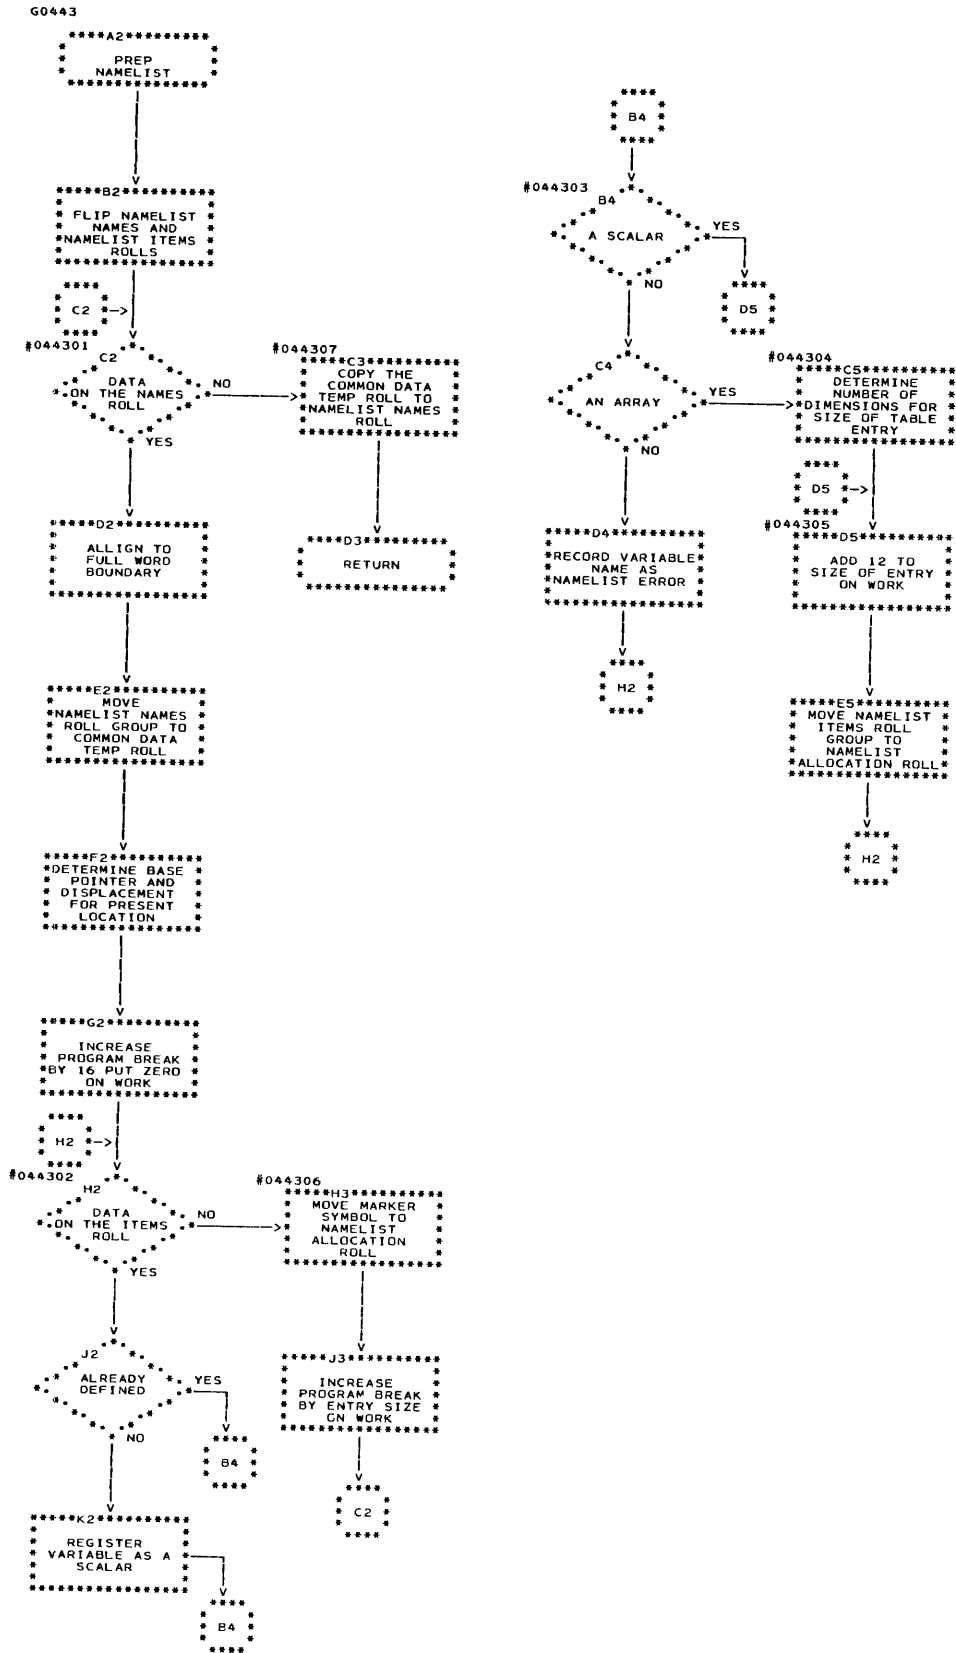 G0443
A2
PREP
NAMELIST
B2
FLIP NAMELIST
NAMES AND
NAMELIST ITEMS
ROLLS
C2
#044301
C2
DATA
ON THE NAMES
ROLL
NO
YES
#044307
C3
COPY THE
COMMON DATA
TEMP ROLL TO
NAMELIST NAMES
ROLL
D2
ALLIGN TO
FULL WORD
BOUNDARY
D3
RETURN
E2
MOVE
NAMELIST NAMES
ROLL GROUP TO
COMMON DATA
TEMP ROLL
F2
DETERMINE BASE
POINTER AND
DISPLACEMENT
FOR PRESENT
LOCATION
G2
INCREASE
PROGRAM BREAK
BY 16 PUT ZERO
ON WORK
H2
#044302
H2
DATA
ON THE ITEMS
ROLL
NO
YES
#044306
H3
MOVE MARKER
SYMBOL TO
NAMELIST
ALLOCATION
ROLL
J2
ALREADY
DEFINED
YES
NO
B4
J3
INCREASE
PROGRAM BREAK
BY ENTRY SIZE
ON WORK
C2
K2
REGISTER
VARIABLE AS A
SCALAR
B4
B4
#044303
B4
A SCALAR
YES
NO
D5
C4
AN ARRAY
YES
NO
#044304
C5
DETERMINE
NUMBER OF
DIMENSIONS FOR
SIZE OF TABLE
ENTRY
D5
D4
RECORD VARIABLE
NAME AS
NAMELIST ERROR
H2
#044305
D5
ADD 12 TO
SIZE OF ENTRY
ON WORK
E5
MOVE NAMELIST
ITEMS ROLL
GROUP TO
NAMELIST
ALLOCATION ROLL
H2